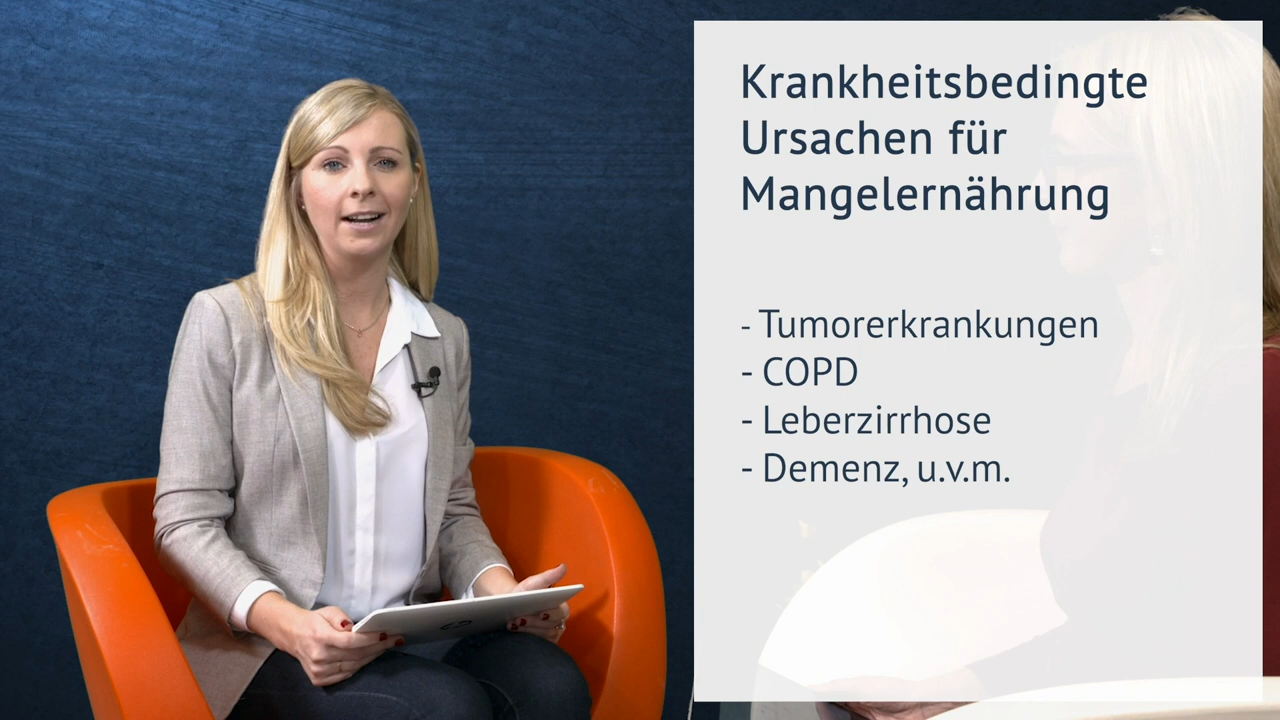 Krankheitsbedingte
Ursachen für
Mangelernährung
- Tumorerkrankungen
- COPD
- Leberzirrhose
- Demenz, u.v.m.